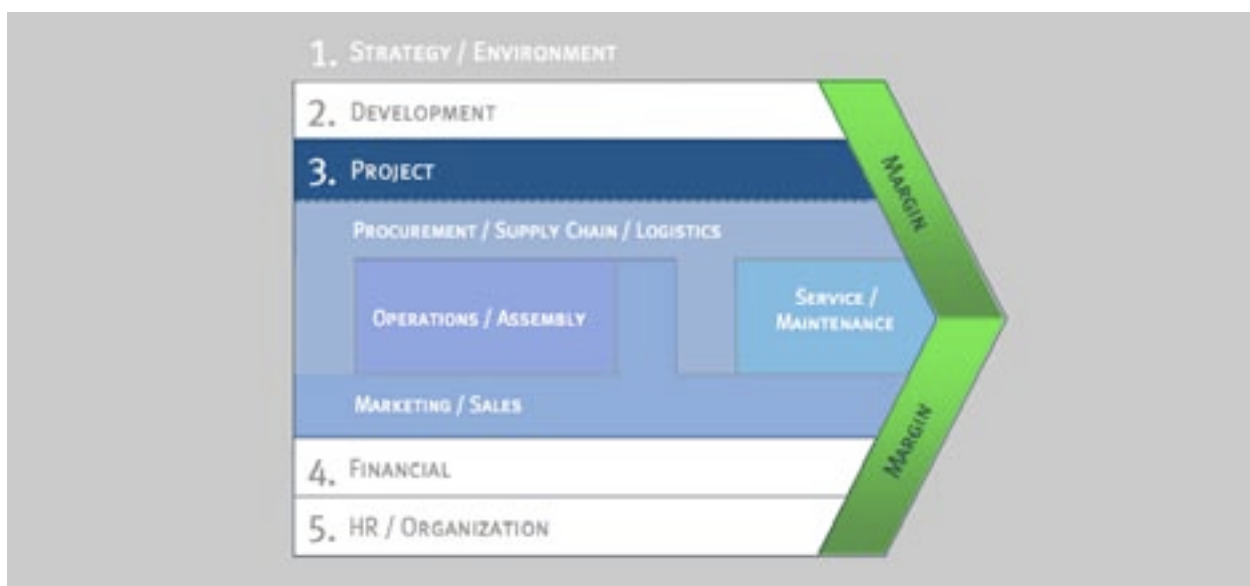 1. STRATEGY / ENVIRONMENT
2. DEVELOPMENT
3. PROJECT
MARGIN
PROCUREMENT / SUPPLY CHAIN / LOGISTICS
OPERATIONS / ASSEMBLY
SERVICE /
MAINTENANCE
MARKETING / SALES
MARGIN
4. FINANCIAL
5. HR / ORGANIZATION